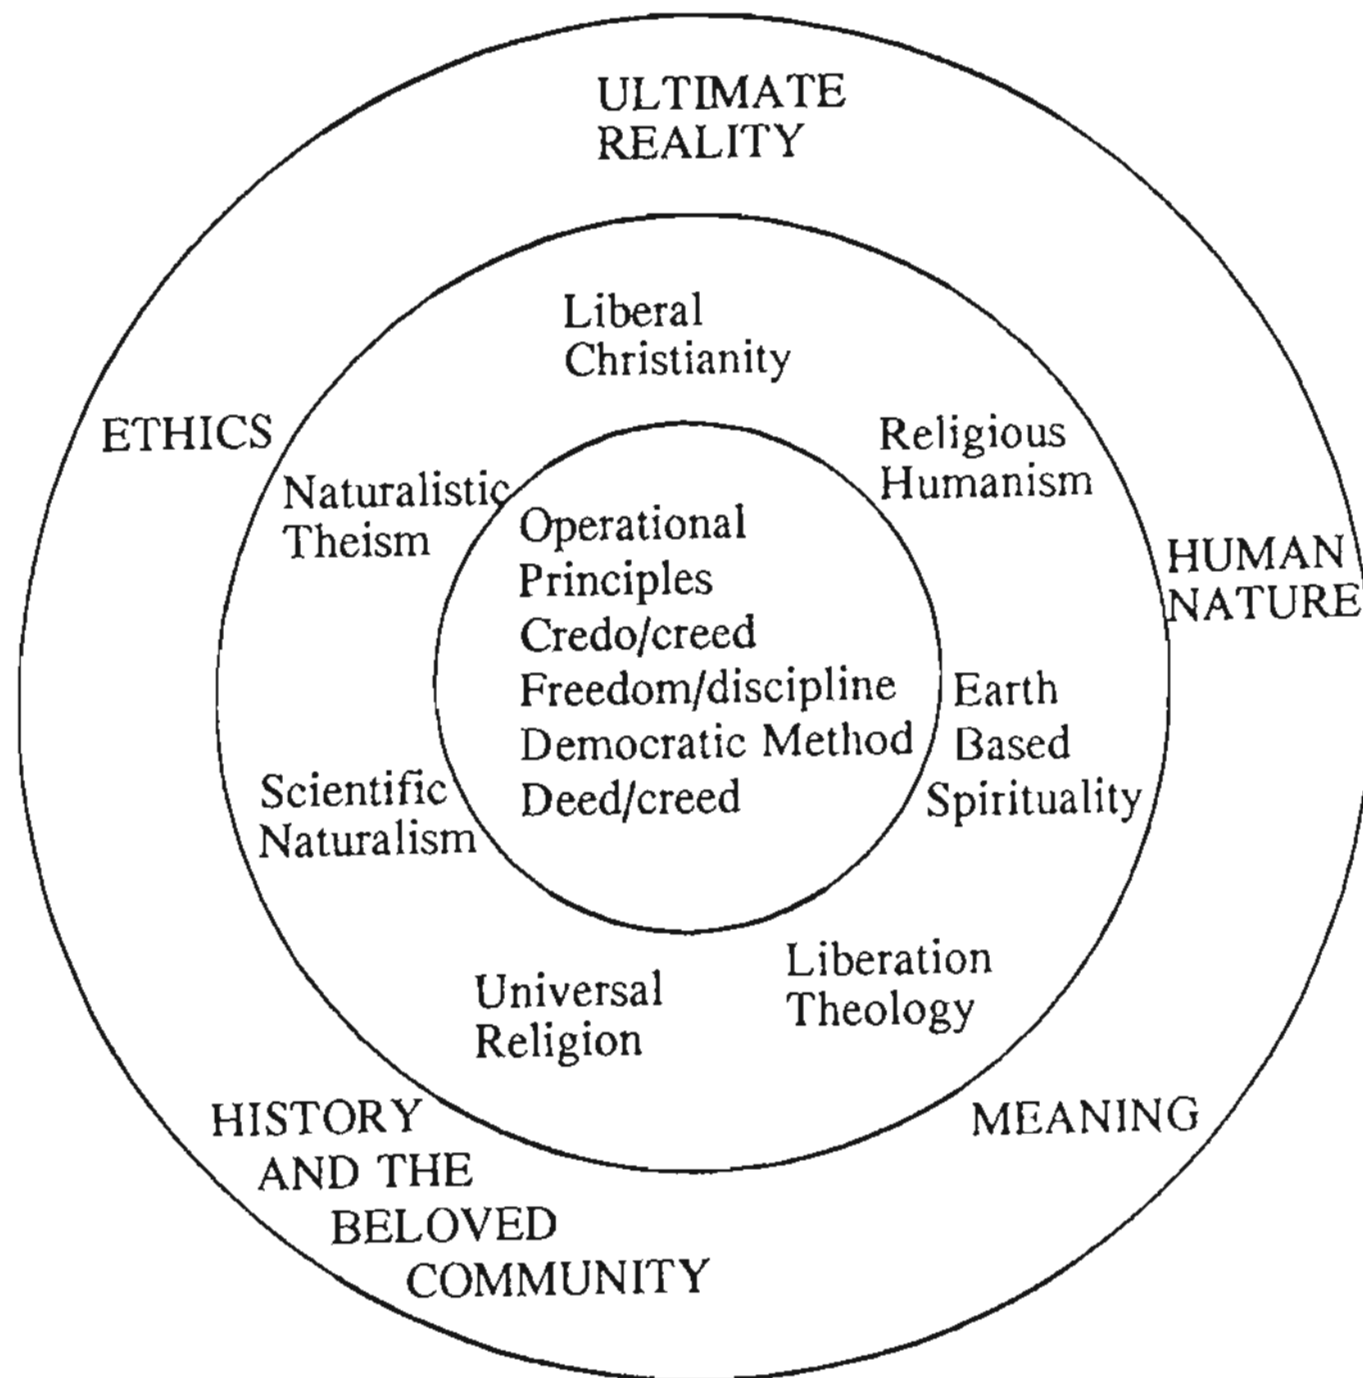 ULTIMATE
REALITY
Liberal
Christianity
ETHICS
Religious
Humanism
Naturalistic
Theism
Operational
Principles
Credo/creed
Freedom/discipline
Democratic Method
Deed/creed
HUMAN
NATURE
Earth
Based
Spirituality
Scientific
Naturalism
Universal
Religion
Liberation
Theology
HISTORY
AND THE
BELOVED
COMMUNITY
MEANING